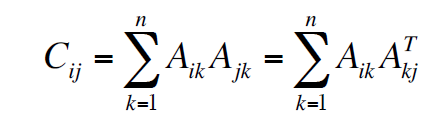 $C_{ij} = \sum_{k=1}^{n} A_{ik} A_{jk} = \sum_{k=1}^{n} A_{ik} A_{kj}^{T}$